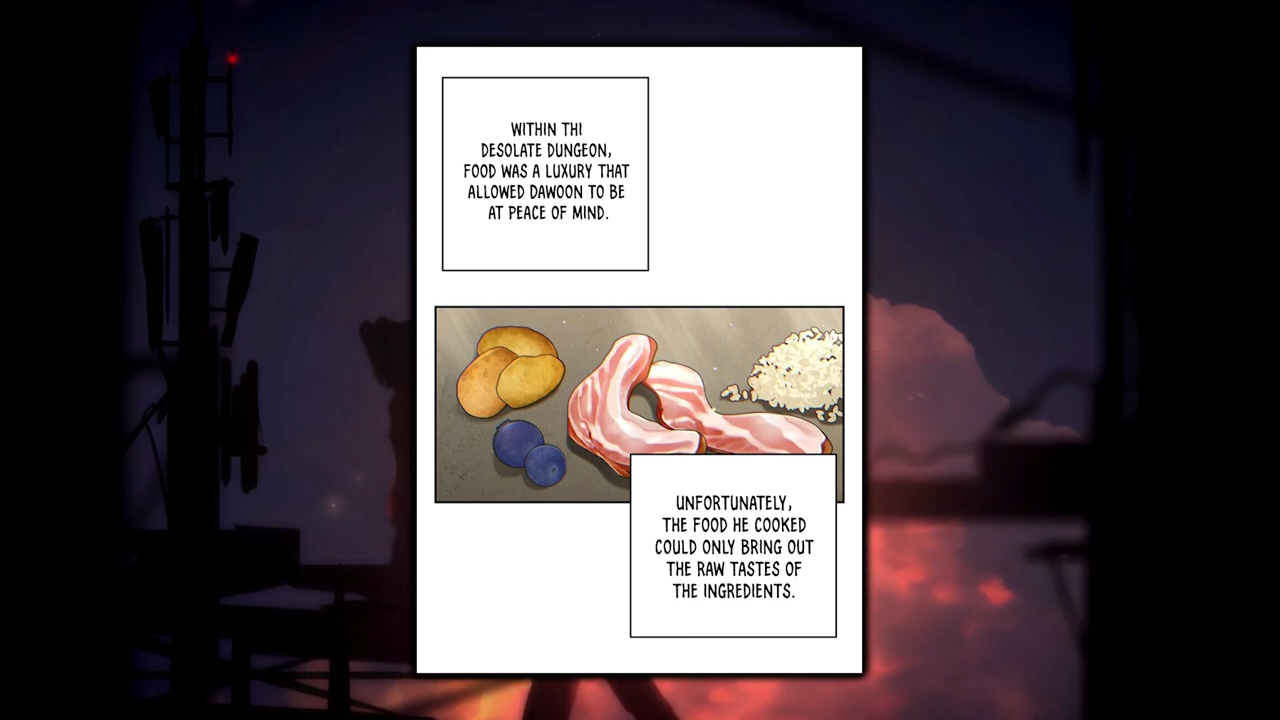 WITHIN THI
DESOLATE DUNGEON,
FOOD WAS A LUXURY THAT
ALLOWED DAWOON TO BE
AT PEACE OF MIND.
UNFORTUNATELY,
THE FOOD HE COOKED
COULD ONLY BRING OUT
THE RAW TASTES OF
THE INGREDIENTS.